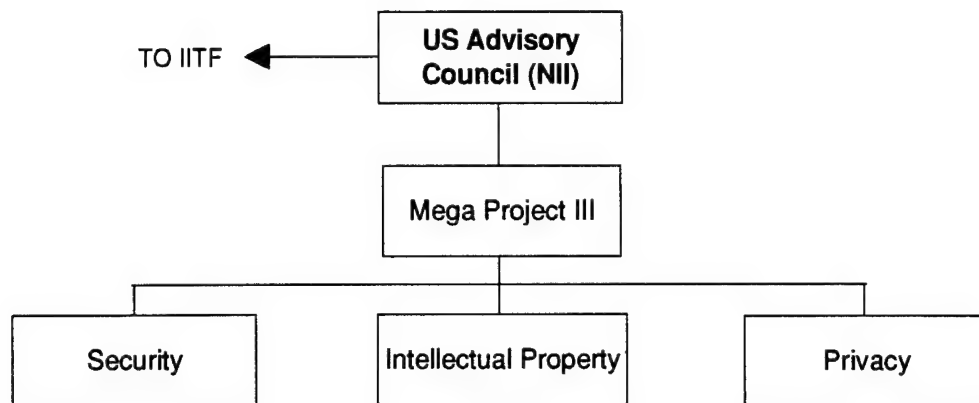 US Advisory
TO IITF
Council (NII)
Mega Project III
Security
Intellectual Property
Privacy